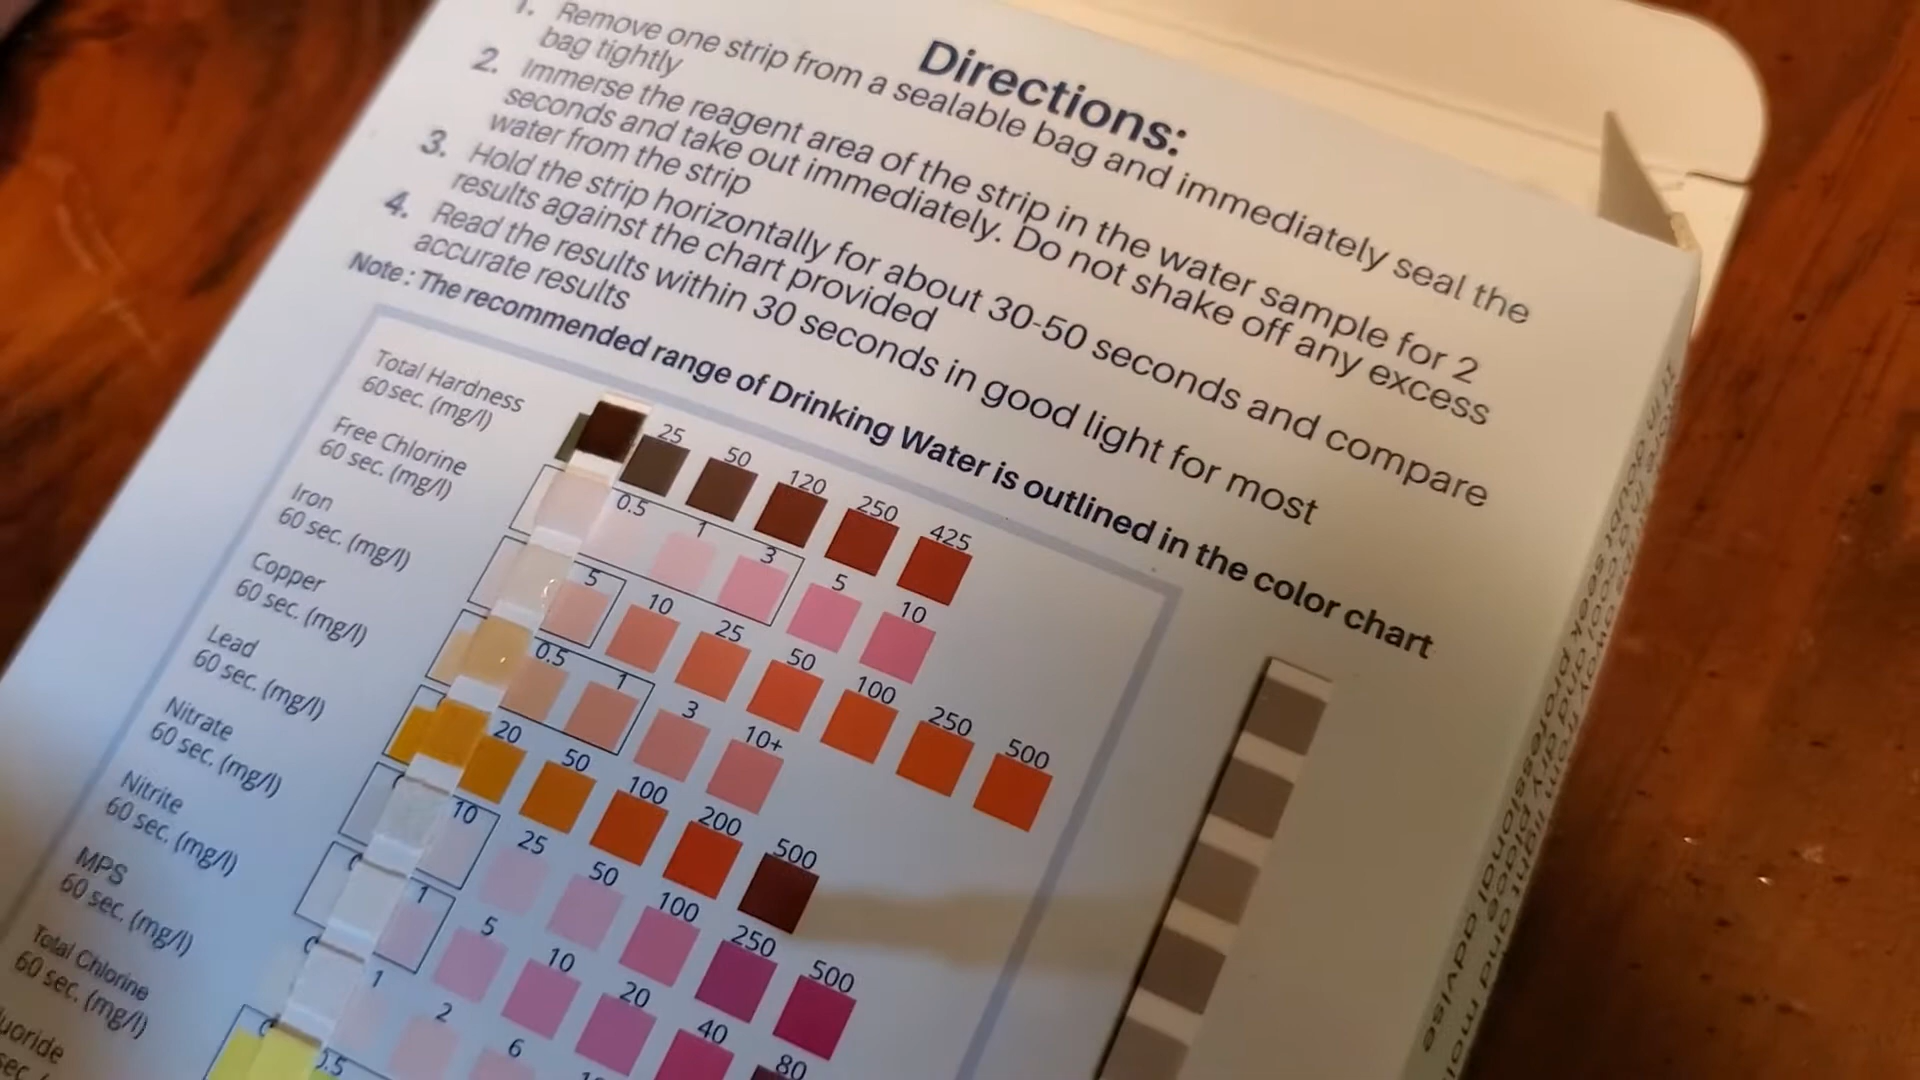 Directions:
1. Remove one strip from a sealable bag and immediately seal the
bag tightly
2. Immerse the reagent area of the strip in the water sample for 2
seconds and take out immediately. Do not shake off any excess
water from the strip
3. Hold the strip horizontally for about 30-50 seconds and compare
results against the chart provided
4. Read the results within 30 seconds in good light for most
accurate results
Note : The recommended range of Drinking Water is outlined in the color chart
Total Hardness
60 sec. (mg/l)
25 50 120 250 425
Free Chlorine
60 sec. (mg/l)
0.5 1 3 5 10
Iron
60 sec. (mg/l)
5 10 25 50 100 250 500
Copper
60 sec. (mg/l)
0.5 1 3 10+
Lead
60 sec. (mg/l)
20 50 100 200 500
Nitrate
60 sec. (mg/l)
10 25 50 100 250 500
Nitrite
60 sec. (mg/l)
1 5 10 20 40 80
MPS
60 sec. (mg/l)
0 1 2 6
Total Chlorine
60 sec. (mg/l)
0 0.5